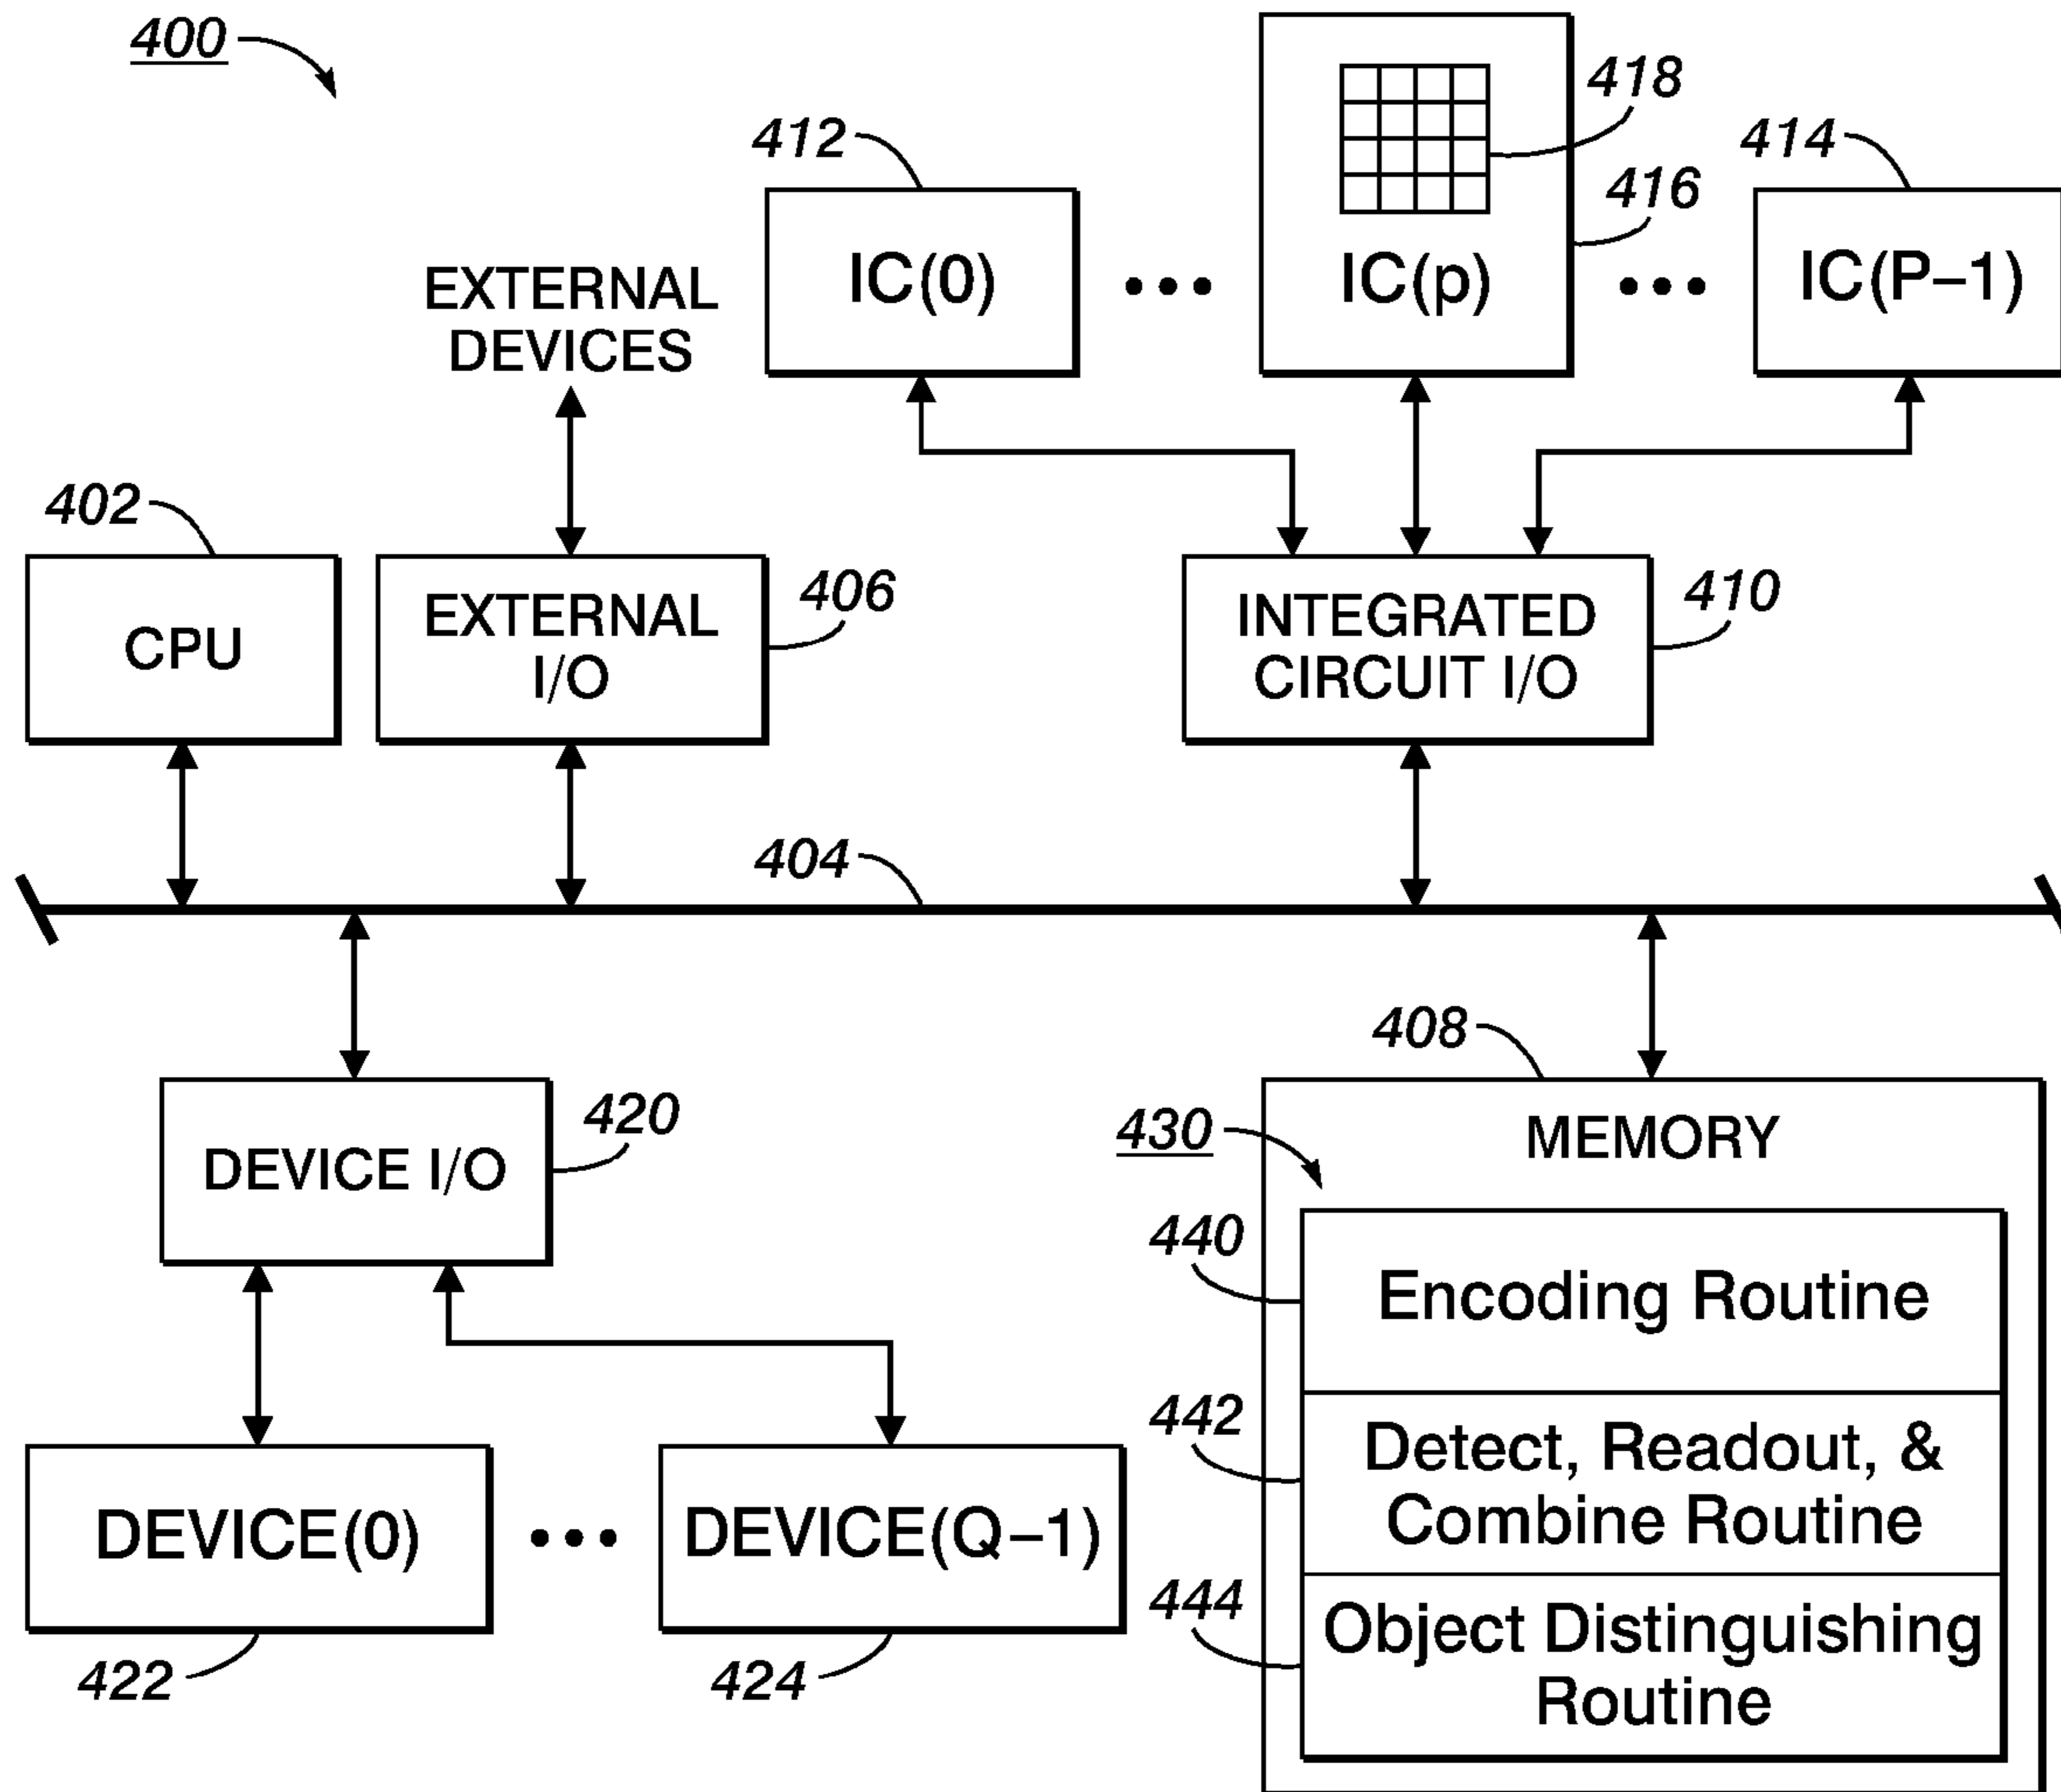 400
418
412
414
416
IC(0)
•••
IC(p)
•••
IC(P–1)
EXTERNAL
DEVICES
402
406
410
CPU
EXTERNAL
I/O
INTEGRATED
CIRCUIT I/O
404
408
420
430
MEMORY
DEVICE I/O
440
Encoding Routine
442
Detect, Readout, &
Combine Routine
DEVICE(0)
•••
DEVICE(Q–1)
444
Object Distinguishing
Routine
422
424